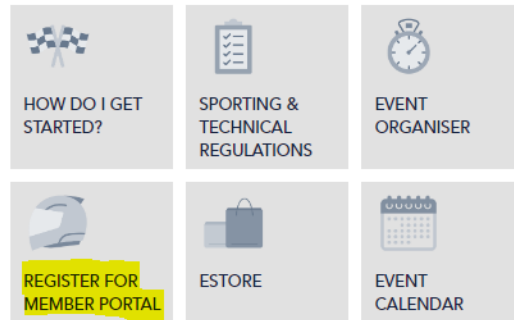 HOW DO I GET
STARTED?
SPORTING &
TECHNICAL
REGULATIONS
EVENT
ORGANISER
REGISTER FOR
MEMBER PORTAL
ESTORE
EVENT
CALENDAR